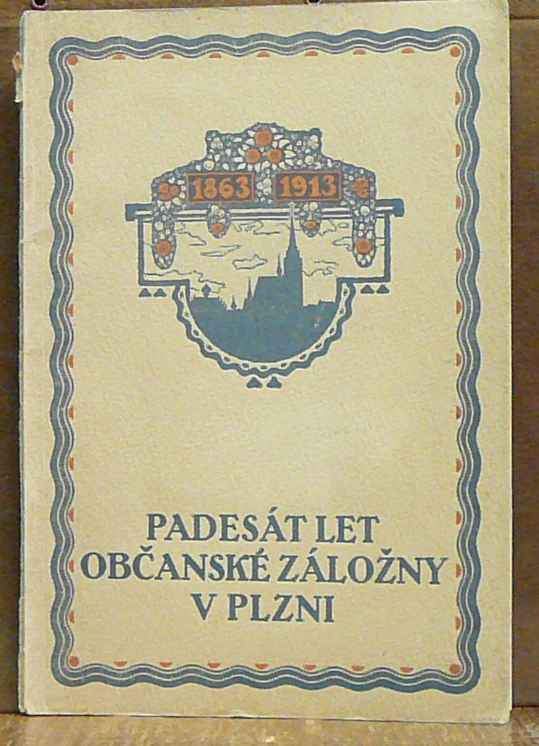 1863 1913
PADESÁT LET
OBČANSKÉ ZÁLOŽNY
V PLZNI